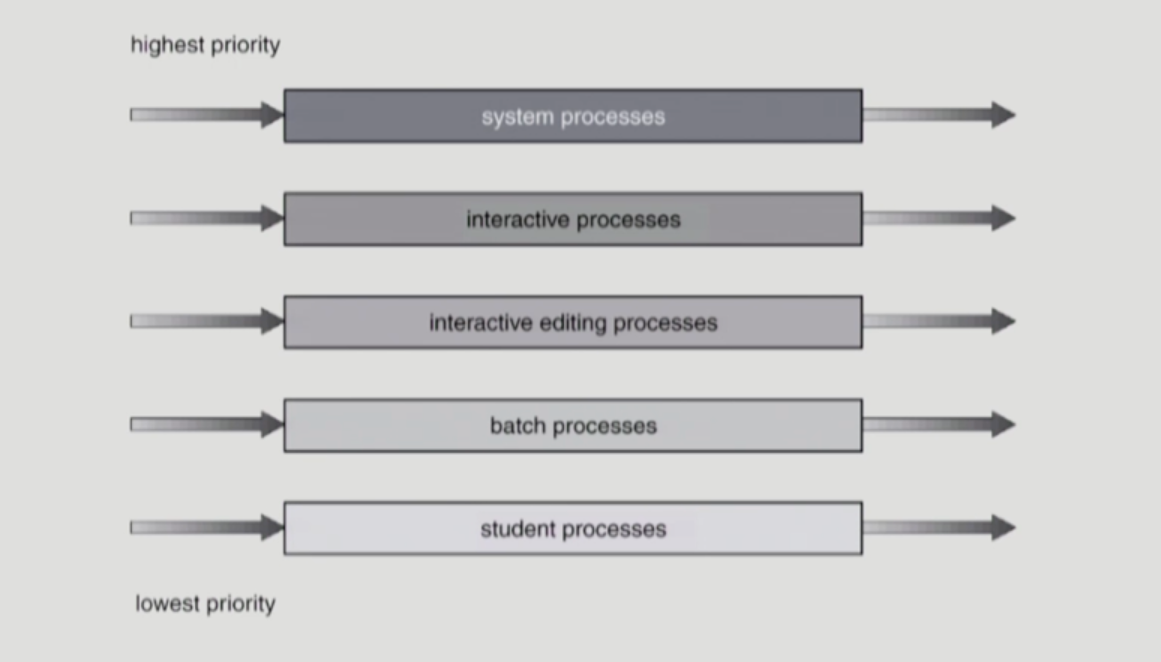 highest priority
system processes
interactive processes
interactive editing processes
batch processes
student processes
lowest priority